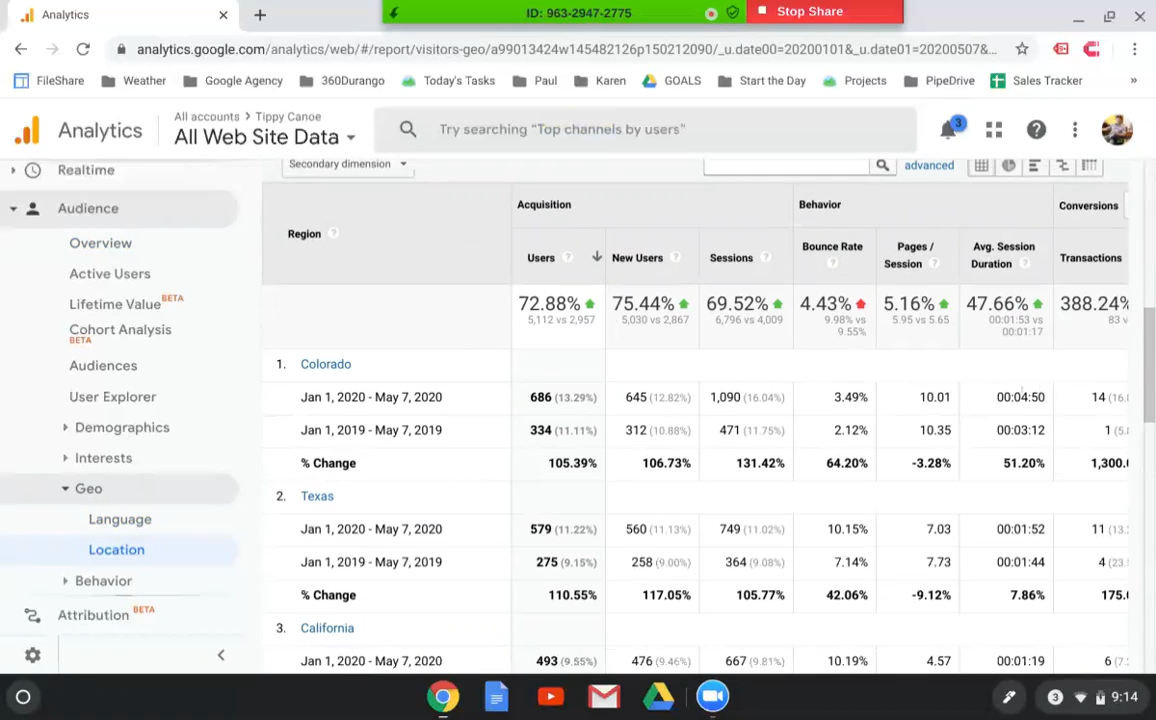 Analytics
ID: 963-2947-2775
Stop Share
analytics.google.com/analytics/web/#/report/visitors-geo/a99013424w145482126p150212090/_u.date00=20200101&_u.date01=20200507&...
FileShare Weather Google Agency 360Durango Today's Tasks Paul Karen GOALS Start the Day Projects PipeDrive Sales Tracker »
Analytics
All accounts > Tippy Canoe
All Web Site Data
Try searching "Top channels by users"
3
Realtime
Audience
Overview
Active Users
Lifetime Value BETA
Cohort Analysis
BETA
Audiences
User Explorer
Demographics
Interests
Geo
Language
Location
Behavior
Attribution BETA
Secondary dimension
advanced
Acquisition Behavior Conversions
Region ? Users ? New Users ? Sessions ? Bounce Rate ? Pages / Session ? Avg. Session Duration ? Transactions
72.88% 75.44% 69.52% 4.43% 5.16% 47.66% 388.24%
5,112 vs 2,957 5,030 vs 2,867 6,796 vs 4,009 9.98% vs 9.55% 5.95 vs 5.65 00:01:53 vs 00:01:17 83 v
1. Colorado
Jan 1, 2020 - May 7, 2020 686 (13.29%) 645 (12.82%) 1,090 (16.04%) 3.49% 10.01 00:04:50 14 (16.
Jan 1, 2019 - May 7, 2019 334 (11.11%) 312 (10.88%) 471 (11.75%) 2.12% 10.35 00:03:12 1 (5.
% Change 105.39% 106.73% 131.42% 64.20% -3.28% 51.20% 1,300.
2. Texas
Jan 1, 2020 - May 7, 2020 579 (11.22%) 560 (11.13%) 749 (11.02%) 10.15% 7.03 00:01:52 11 (13.
Jan 1, 2019 - May 7, 2019 275 (9.15%) 258 (9.00%) 364 (9.08%) 7.14% 7.73 00:01:44 4 (23.
% Change 110.55% 117.05% 105.77% 42.06% -9.12% 7.86% 175.
3. California
Jan 1, 2020 - May 7, 2020 493 (9.55%) 476 (9.46%) 667 (9.81%) 10.19% 4.57 00:01:19 6 (7.
3 9:14